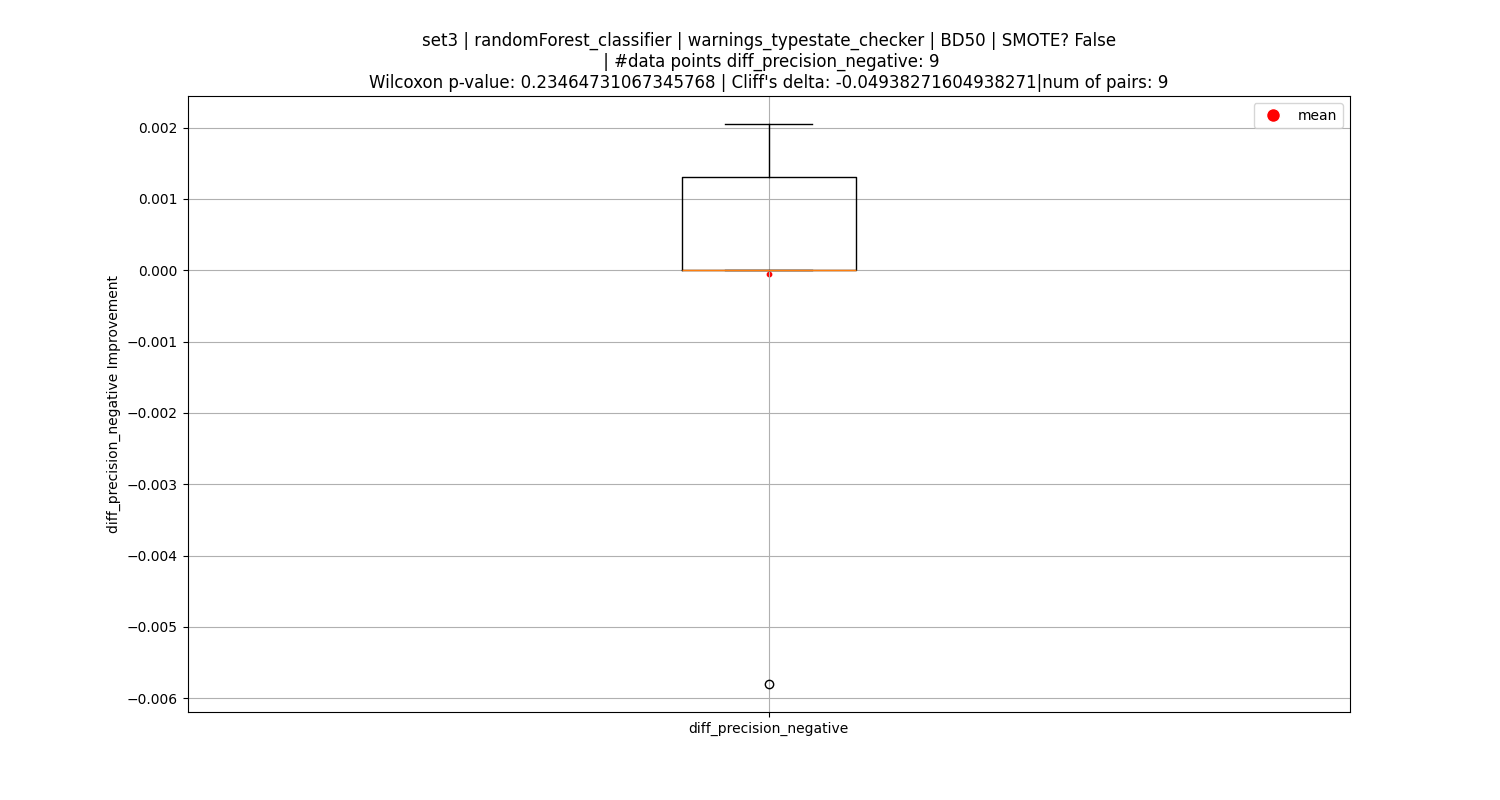 set3 | randomForest_classifier | warnings_typestate_checker | BD50 | SMOTE? False
| #data points diff_precision_negative: 9
Wilcoxon p-value: 0.23464731067345768 | Cliff's delta: -0.04938271604938271|num of pairs: 9
mean
0.002
0.001
0.000
−0.001
−0.002
−0.003
−0.004
−0.005
−0.006
diff_precision_negative Improvement
diff_precision_negative